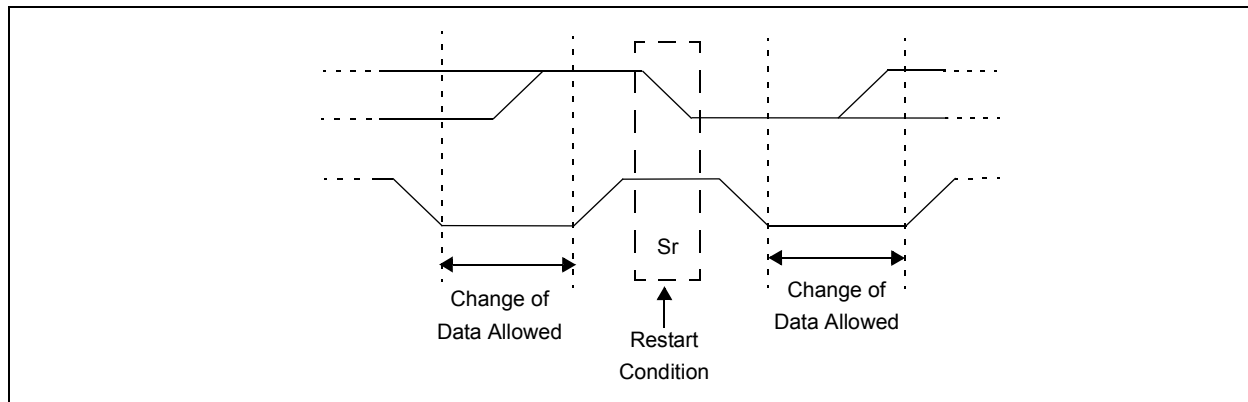 Sr
Change of
Data Allowed
Restart
Condition
Change of
Data Allowed